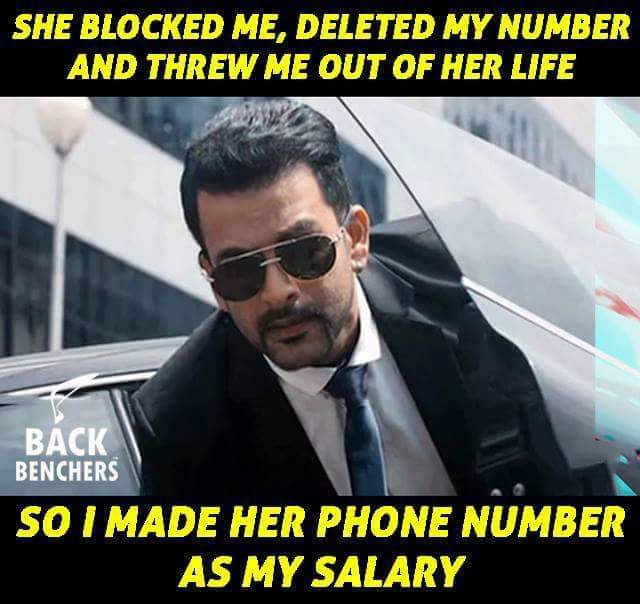 SHE BLOCKED ME, DELETED MY NUMBER
AND THREW ME OUT OF HER LIFE
BACK
BENCHERS
SO I MADE HER PHONE NUMBER
AS MY SALARY